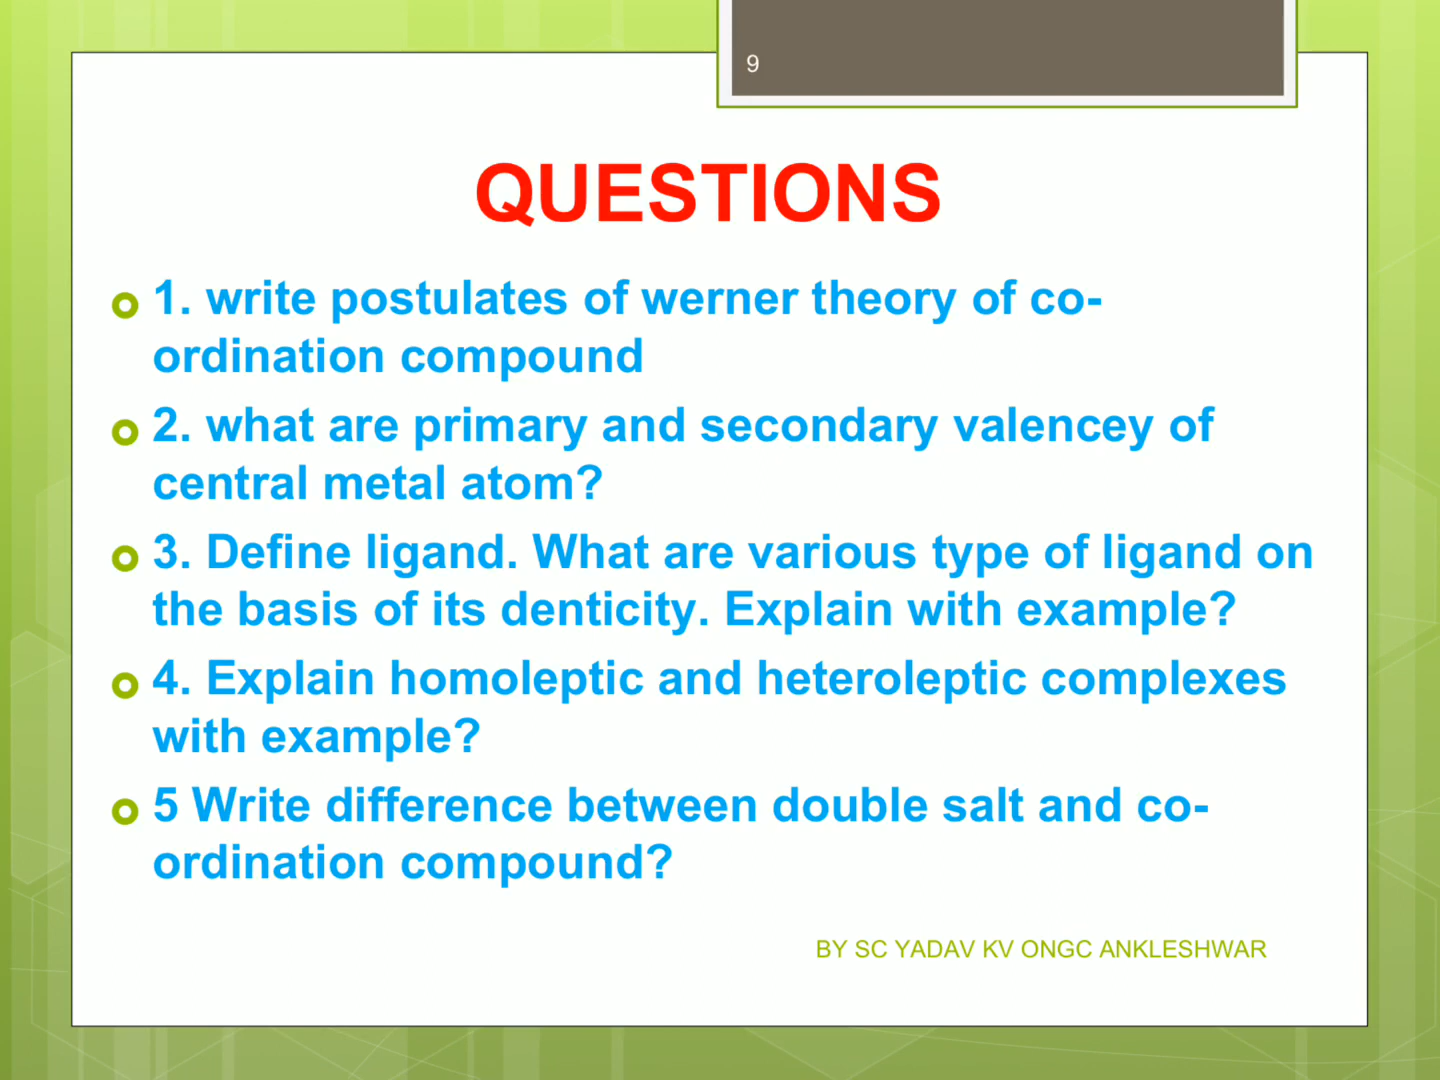 9
QUESTIONS
1. write postulates of werner theory of co-
ordination compound
2. what are primary and secondary valencey of
central metal atom?
3. Define ligand. What are various type of ligand on
the basis of its denticity. Explain with example?
4. Explain homoleptic and heteroleptic complexes
with example?
5 Write difference between double salt and co-
ordination compound?
BY SC YADAV KV ONGC ANKLESHWAR